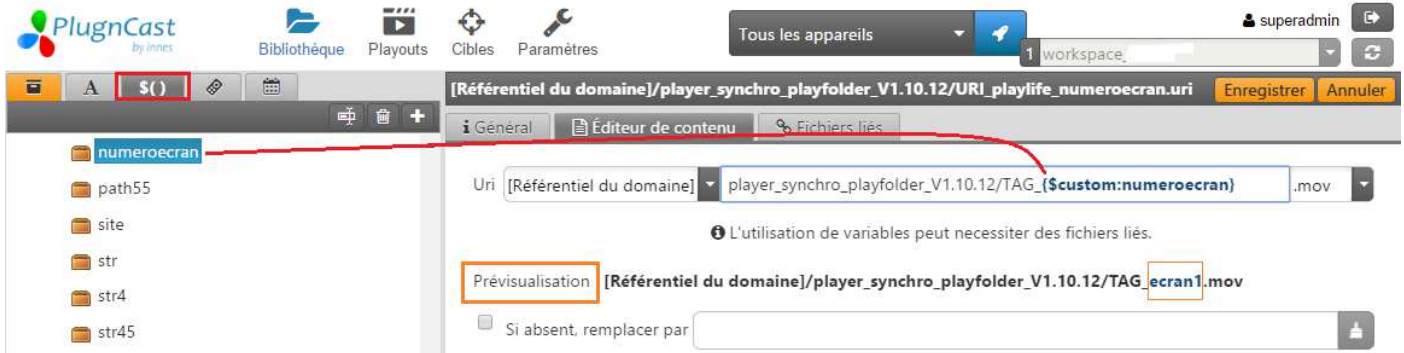 PlugnCast
by innes
Bibliothèque
Playouts
Cibles
Paramètres
Tous les appareils
superadmin
1 workspace_
A
$()
[Référentiel du domaine]/player_synchro_playfolder_V1.10.12/URI_playlife_numeroecran.uri
Enregistrer
Annuler
Général
Éditeur de contenu
Fichiers liés
numeroecran
path55
site
str
str4
str45
Uri [Référentiel du domaine] player_synchro_playfolder_V1.10.12/TAG_{$custom:numeroecran} .mov
L'utilisation de variables peut necessiter des fichiers liés.
Prévisualisation [Référentiel du domaine]/player_synchro_playfolder_V1.10.12/TAG_ecran1.mov
Si absent, remplacer par